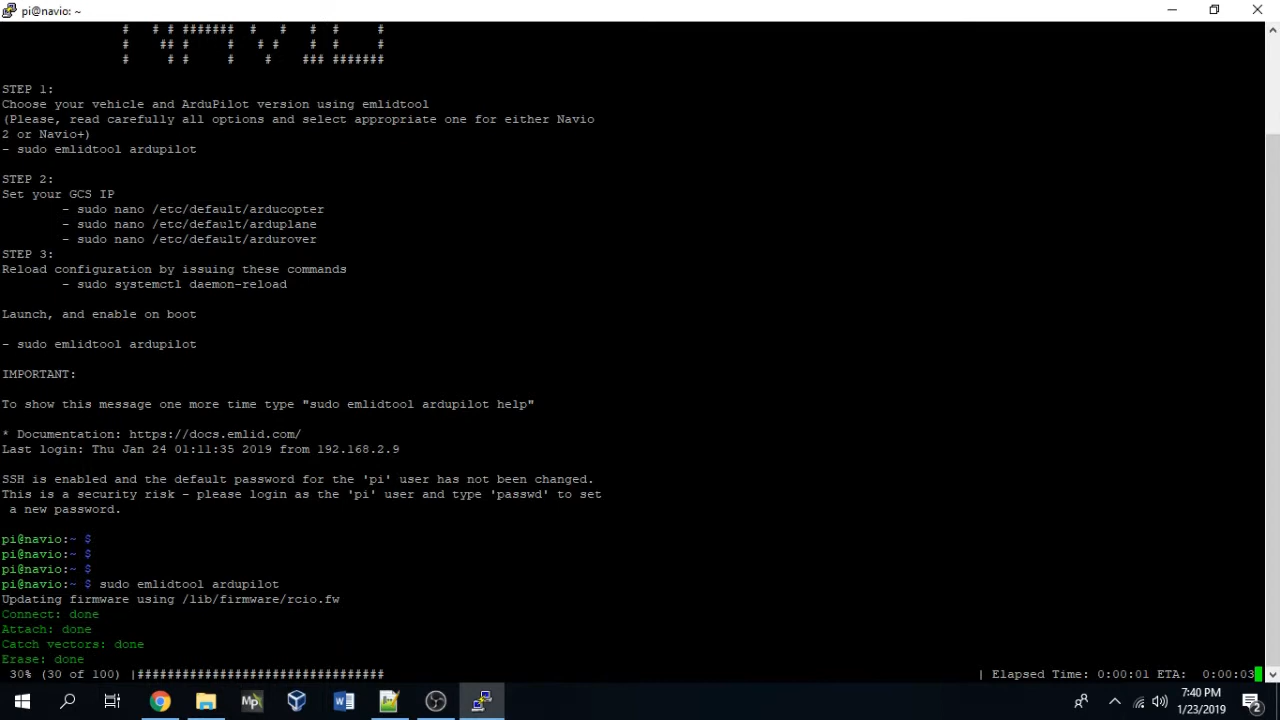 pi@navio: ~
#     # # #######  #     #   #  #     #
#     ## #      #   # #    #  #     #
#      # #     #    #    ### #######
STEP 1:
Choose your vehicle and ArduPilot version using emlidtool
(Please, read carefully all options and select appropriate one for either Navio
2 or Navio+)
- sudo emlidtool ardupilot
STEP 2:
Set your GCS IP
- sudo nano /etc/default/arducopter
- sudo nano /etc/default/arduplane
- sudo nano /etc/default/ardurover
STEP 3:
Reload configuration by issuing these commands
- sudo systemctl daemon-reload
Launch, and enable on boot
- sudo emlidtool ardupilot
IMPORTANT:
To show this message one more time type "sudo emlidtool ardupilot help"
* Documentation: https://docs.emlid.com/
Last login: Thu Jan 24 01:11:35 2019 from 192.168.2.9
SSH is enabled and the default password for the 'pi' user has not been changed.
This is a security risk - please login as the 'pi' user and type 'passwd' to set
a new password.
pi@navio:~ $
pi@navio:~ $
pi@navio:~ $
pi@navio:~ $ sudo emlidtool ardupilot
Updating firmware using /lib/firmware/rcio.fw
Connect: done
Attach: done
Catch vectors: done
Erase: done
30% (30 of 100) |################################# | Elapsed Time: 0:00:01 ETA: 0:00:03
Mp
W
7:40 PM
1/23/2019
2